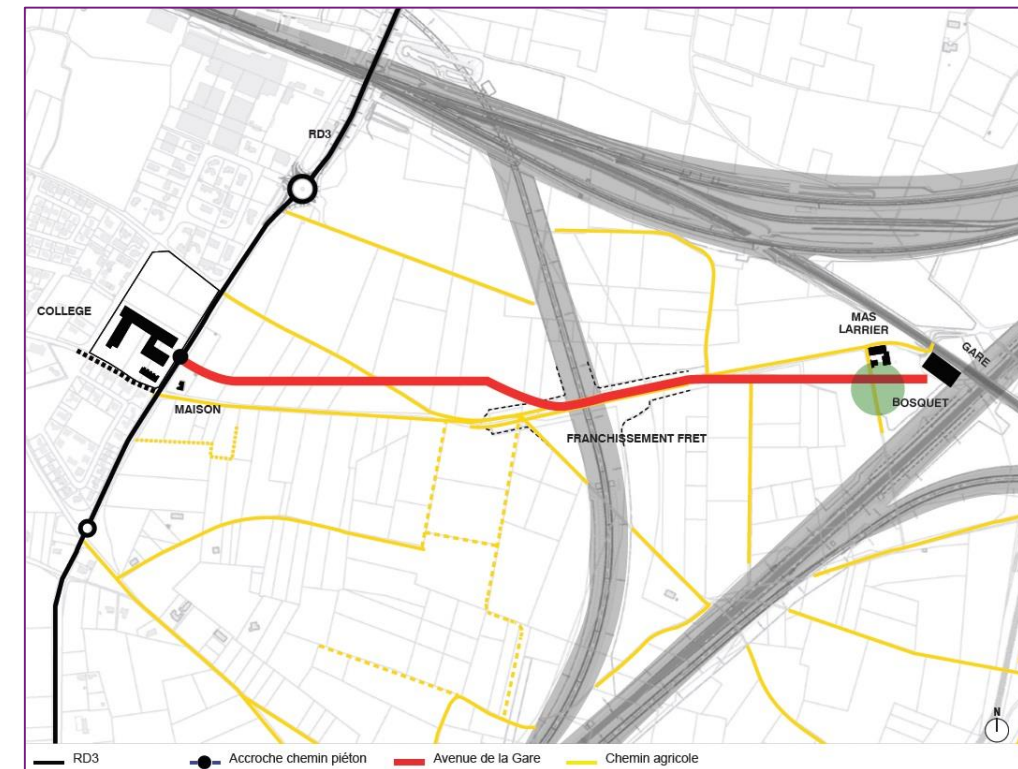 RD3
COLLEGE
MAS
LARRIER
GARE
MAISON
BOSQUET
FRANCHISSEMENT FRET
N
RD3
Accroche chemin piéton
Avenue de la Gare
Chemin agricole